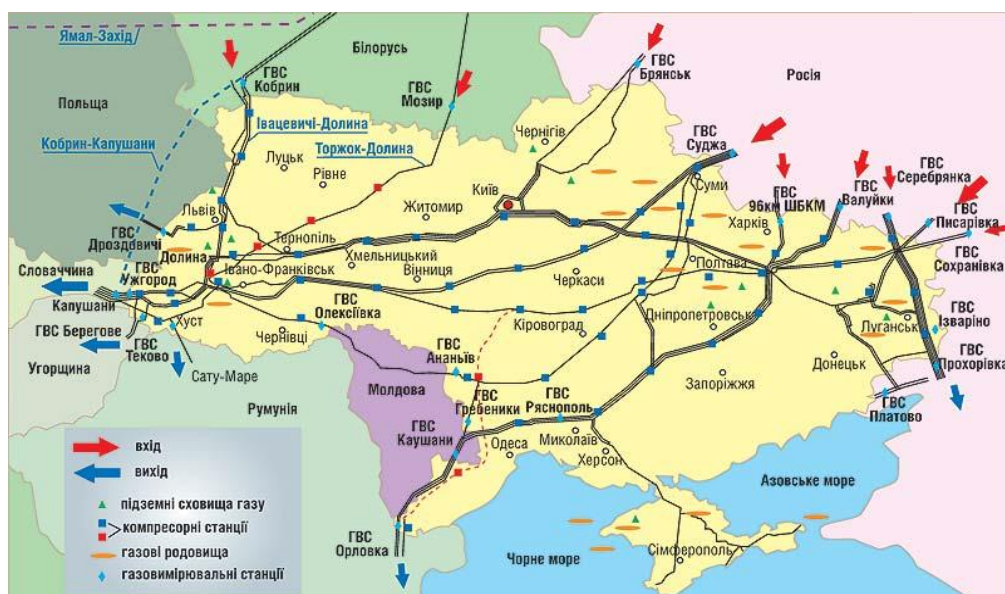 Ямал-Захід
Білорусь
Польща
Росія
Кобрин-Капушани
ГВС
Кобрин
ГВС
Мозир
ГВС
Брянськ
Івацевичі-Долина
Торжок-Долина
Луцьк
Рівне
Чернігів
Київ
Житомир
ГВС
Суджа
Суми
ГВС
96км ШБКМ
Харків
ГВС
Валуйки
ГВС
Серебрянка
ГВС
Писарівка
ГВС
Сохранівка
Львів
ГВС
Дроздовичі
Долина
Тернопіль
Хмельницький
Вінниця
Івано-Франківськ
Черкаси
Полтава
Словаччина
ГВС
Ужгород
Капушани
ГВС Берегове
ГВС
Теково
Хуст
Чернівці
ГВС
Олексіївка
Кіровоград
Дніпропетровськ
Луганськ
ГВС
Ізваріно
ГВС
Прохорівка
Угорщина
Сату-Маре
Румунія
Молдова
ГВС
Ананьїв
ГВС
Гребеники
ГВС
Каушани
ГВС
Ряснополь
Запоріжжя
Донецьк
ГВС
Платово
Одеса
Миколаїв
Херсон
Азовське море
Чорне море
Сімферополь
ГВС
Орловка
вхід
вихід
підземні сховища газу
компресорні станції
газові родовища
газовимірювальні станції